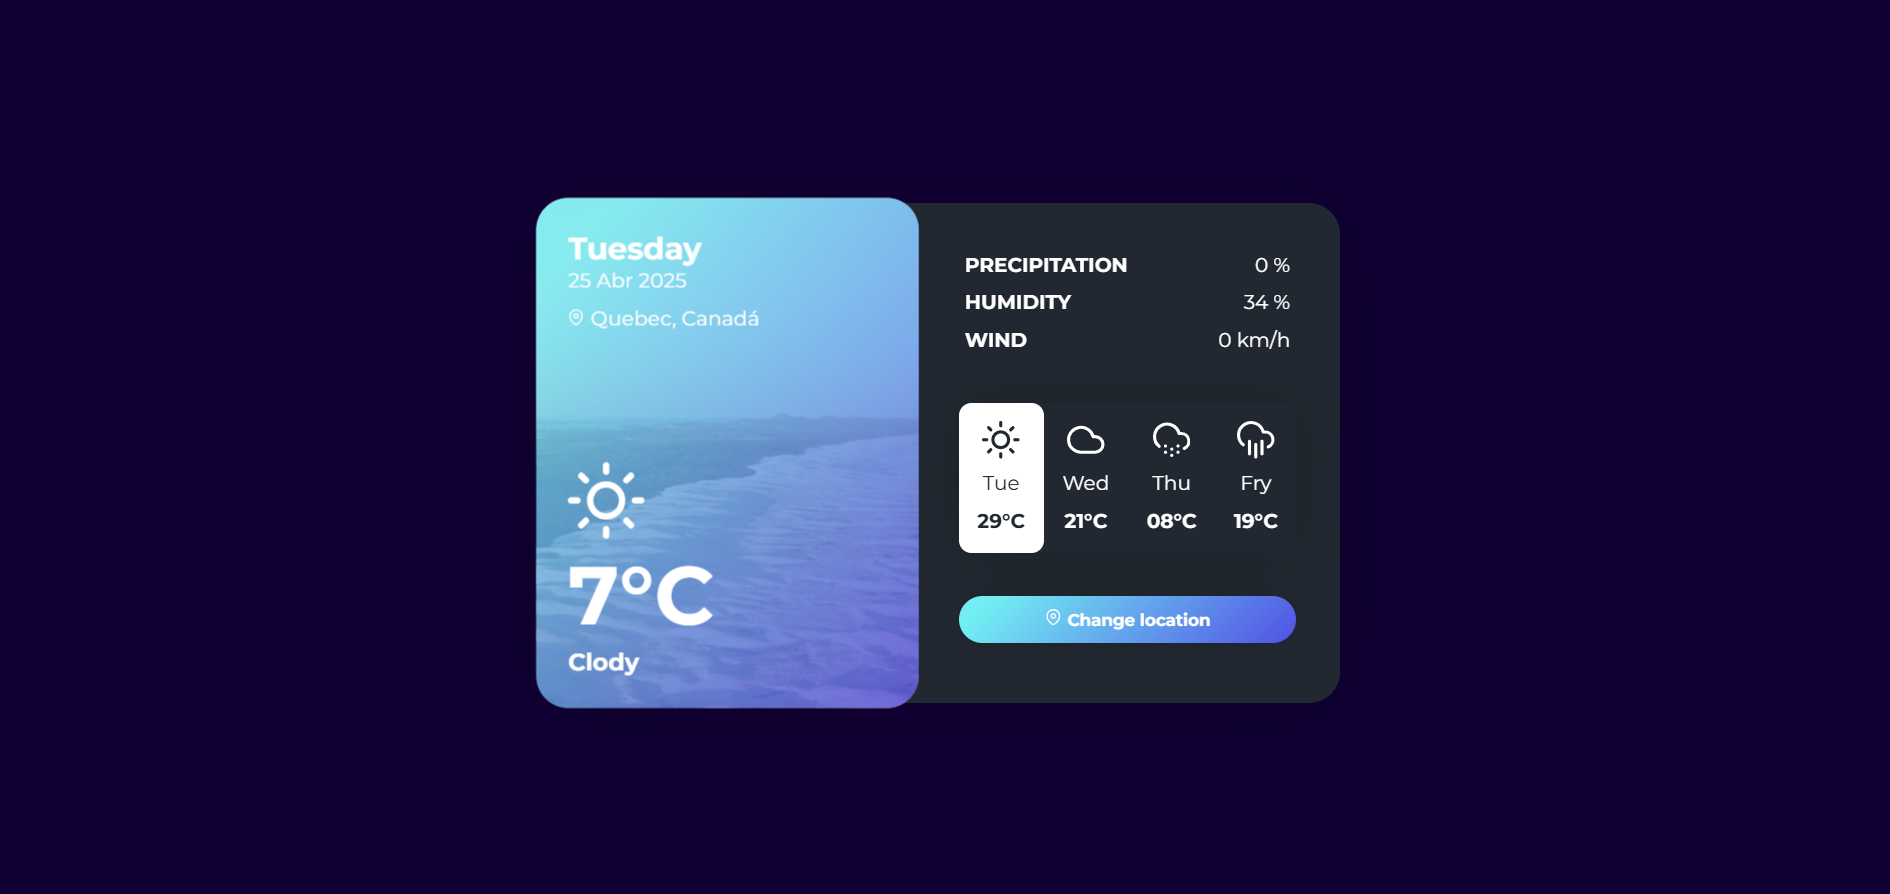 Tuesday
25 Abr 2025
Quebec, Canadá
7°C
Clody
PRECIPITATION 0 %
HUMIDITY 34 %
WIND 0 km/h
Tue Wed Thu Fry
29°C 21°C 08°C 19°C
Change location